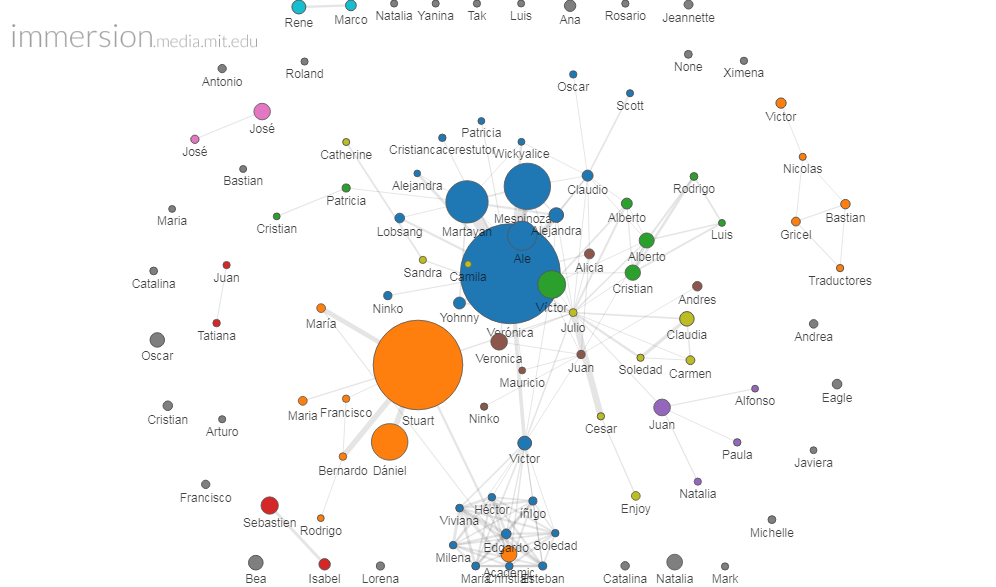 Rene
Marco
Natalia
Yanina
Tak
Luis
Ana
Rosario
Jeannette
immersion.media.mit.edu
Antonio
Roland
None
Ximena
Oscar
Scott
Victor
José
José
Patricia
Cristiancacerestutor
Wickyalice
Catherine
Nicolas
Bastian
Alejandra
Claudio
Rodrigo
Patricia
Maria
Cristian
Lobsang
Martayan
Mespinoza
Alejandra
Alberto
Luis
Bastian
Gricel
Ale
Alberto
Catalina
Juan
Sandra
Camila
Alicia
Cristian
Traductores
Ninko
Yohnny
Victor
Andres
María
Verónica
Julio
Claudia
Tatiana
Andrea
Oscar
Veronica
Juan
Soledad
Carmen
Mauricio
Maria
Francisco
Stuart
Ninko
Cesar
Juan
Alfonso
Eagle
Cristian
Arturo
Bernardo
Dániel
Victor
Paula
Javiera
Francisco
Natalia
Sebastien
Rodrigo
Viviana
Héctor
iñigo
Enjoy
Michelle
Milena
Edgardo
Soledad
Bea
Isabel
Lorena
Academic
Esteban
Catalina
Natalia
Mark